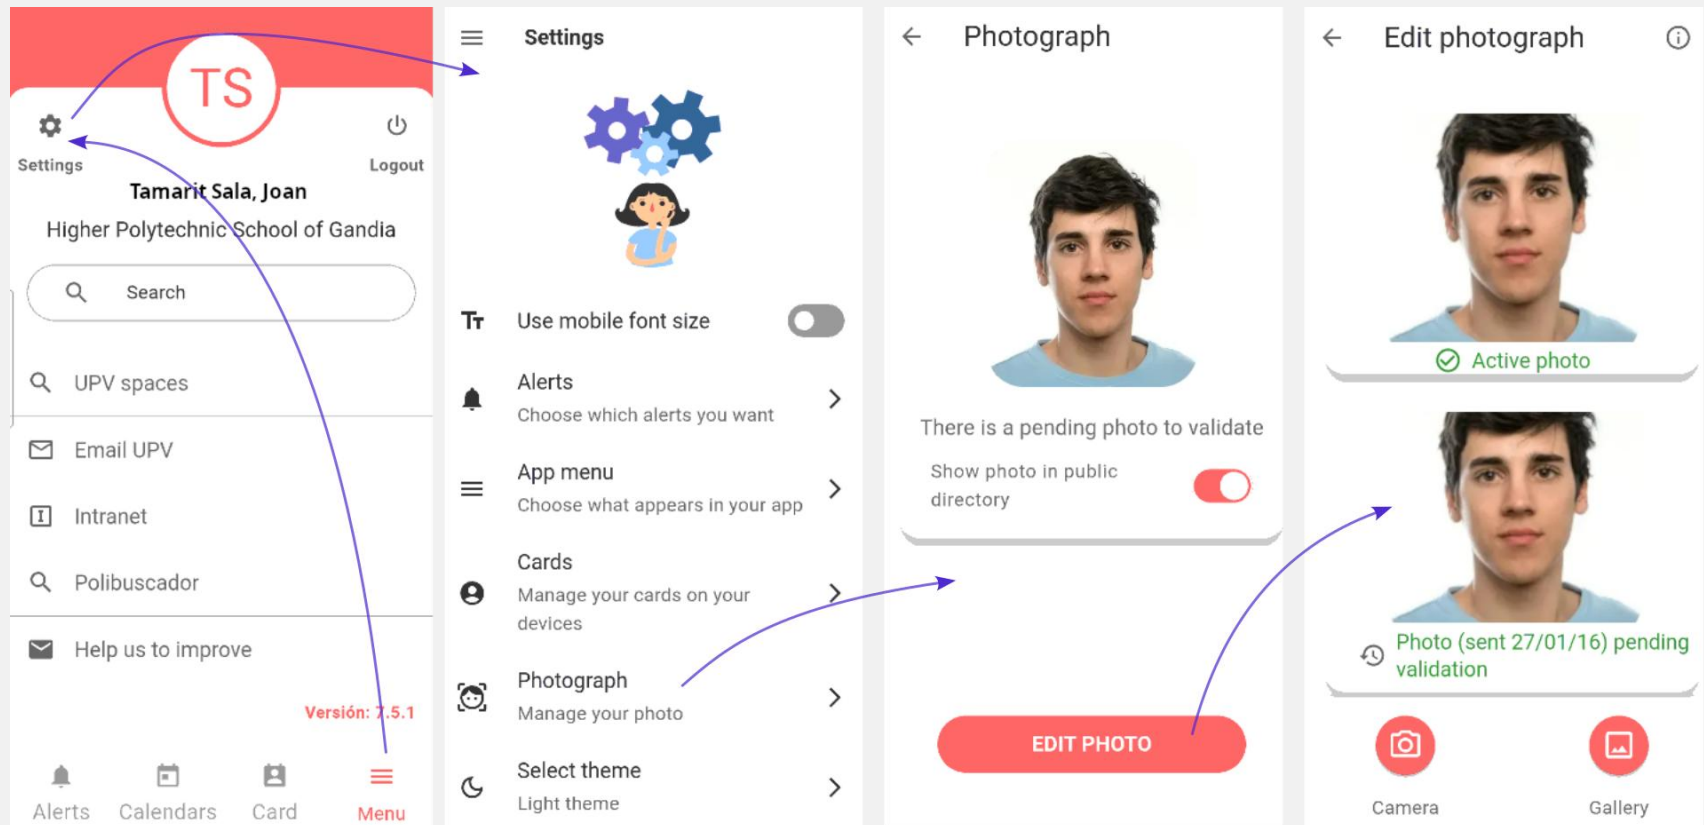 TS
Settings
Logout
Tamarit Sala, Joan
Higher Polytechnic School of Gandia
Search
UPV spaces
Email UPV
Intranet
Polibuscador
Help us to improve
Versión: 7.5.1
Alerts
Calendars
Card
Menu
Settings
Use mobile font size
Alerts
Choose which alerts you want
App menu
Choose what appears in your app
Cards
Manage your cards on your
devices
Photograph
Manage your photo
Select theme
Light theme
Photograph
There is a pending photo to validate
Show photo in public
directory
EDIT PHOTO
Edit photograph
Active photo
Photo (sent 27/01/16) pending
validation
Camera
Gallery